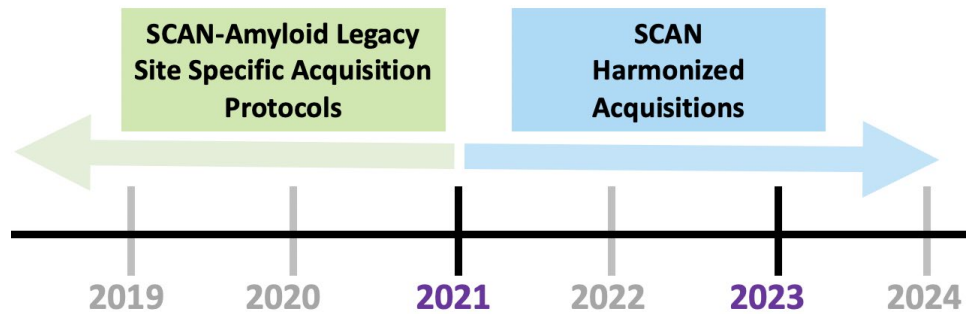 SCAN-Amyloid Legacy
Site Specific Acquisition
Protocols
SCAN
Harmonized
Acquisitions
2019 2020 2021 2022 2023 2024